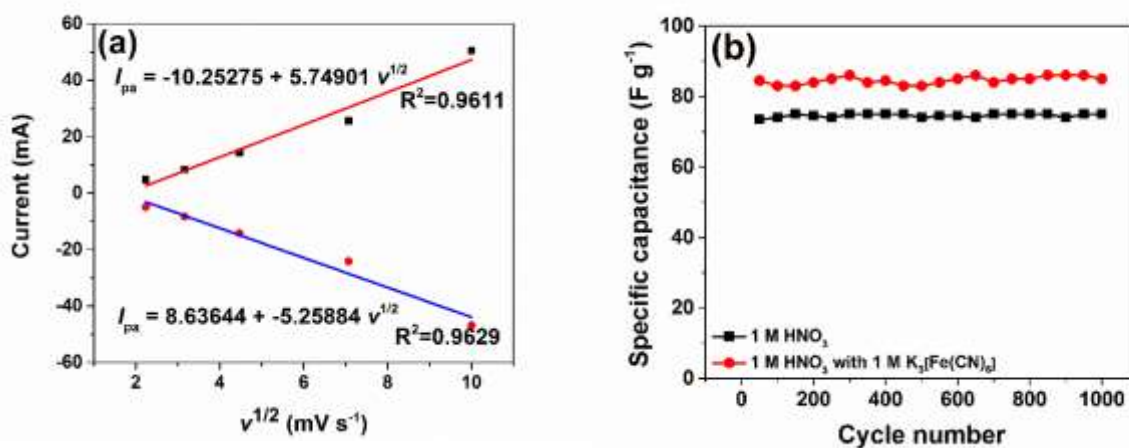 (a)
I_pa = -10.25275 + 5.74901 v^1/2
R²=0.9611
I_pa = 8.63644 + -5.25884 v^1/2
R²=0.9629
60
40
20
0
-20
-40
-60
Current (mA)
2 4 6 8 10
v^1/2 (mV s⁻¹)
(b)
100
80
60
40
20
0
Specific capacitance (F g⁻¹)
1 M HNO₃
1 M HNO₃ with 1 M K₃[Fe(CN)₆]
0 200 400 600 800 1000
Cycle number